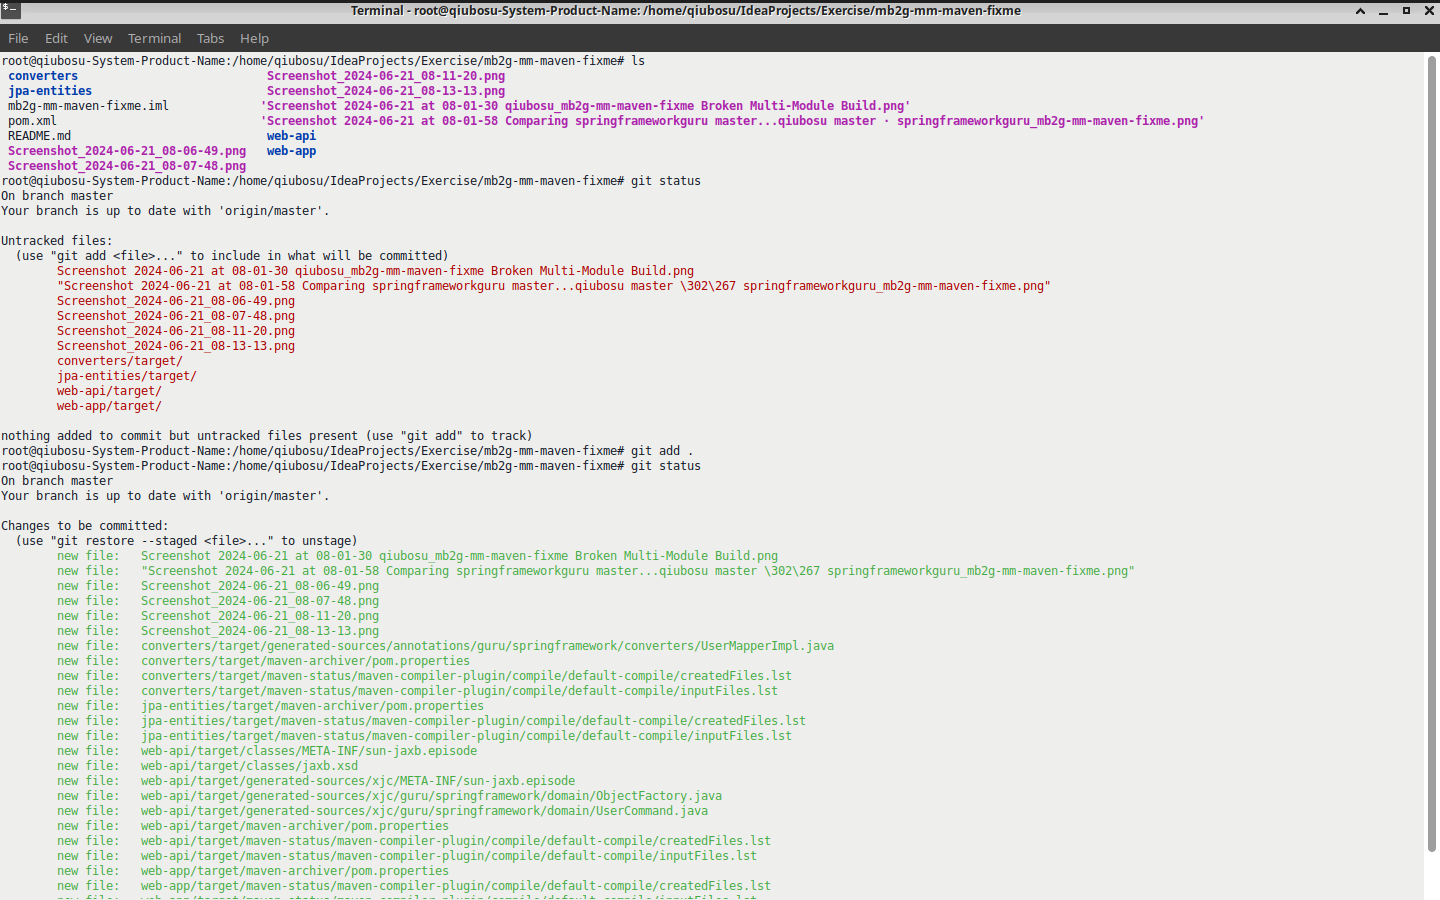 Terminal - root@qiubosu-System-Product-Name: /home/qiubosu/IdeaProjects/Exercise/mb2g-mm-maven-fixme
File Edit View Terminal Tabs Help
root@qiubosu-System-Product-Name:/home/qiubosu/IdeaProjects/Exercise/mb2g-mm-maven-fixme# ls
converters Screenshot_2024-06-21_08-11-20.png
jpa-entities Screenshot_2024-06-21_08-13-13.png
mb2g-mm-maven-fixme.iml 'Screenshot 2024-06-21 at 08-01-30 qiubosu_mb2g-mm-maven-fixme Broken Multi-Module Build.png'
pom.xml 'Screenshot 2024-06-21 at 08-01-58 Comparing springframeworkguru master...qiubosu master · springframeworkguru_mb2g-mm-maven-fixme.png'
README.md web-api
Screenshot_2024-06-21_08-06-49.png web-app
Screenshot_2024-06-21_08-07-48.png
root@qiubosu-System-Product-Name:/home/qiubosu/IdeaProjects/Exercise/mb2g-mm-maven-fixme# git status
On branch master
Your branch is up to date with 'origin/master'.
Untracked files:
(use "git add <file>..." to include in what will be committed)
Screenshot 2024-06-21 at 08-01-30 qiubosu_mb2g-mm-maven-fixme Broken Multi-Module Build.png
"Screenshot 2024-06-21 at 08-01-58 Comparing springframeworkguru master...qiubosu master \302\267 springframeworkguru_mb2g-mm-maven-fixme.png"
Screenshot_2024-06-21_08-06-49.png
Screenshot_2024-06-21_08-07-48.png
Screenshot_2024-06-21_08-11-20.png
Screenshot_2024-06-21_08-13-13.png
converters/target/
jpa-entities/target/
web-api/target/
web-app/target/
nothing added to commit but untracked files present (use "git add" to track)
root@qiubosu-System-Product-Name:/home/qiubosu/IdeaProjects/Exercise/mb2g-mm-maven-fixme# git add .
root@qiubosu-System-Product-Name:/home/qiubosu/IdeaProjects/Exercise/mb2g-mm-maven-fixme# git status
On branch master
Your branch is up to date with 'origin/master'.
Changes to be committed:
(use "git restore --staged <file>..." to unstage)
new file: Screenshot 2024-06-21 at 08-01-30 qiubosu_mb2g-mm-maven-fixme Broken Multi-Module Build.png
new file: "Screenshot 2024-06-21 at 08-01-58 Comparing springframeworkguru master...qiubosu master \302\267 springframeworkguru_mb2g-mm-maven-fixme.png"
new file: Screenshot_2024-06-21_08-06-49.png
new file: Screenshot_2024-06-21_08-07-48.png
new file: Screenshot_2024-06-21_08-11-20.png
new file: Screenshot_2024-06-21_08-13-13.png
new file: converters/target/generated-sources/annotations/guru/springframework/converters/UserMapperImpl.java
new file: converters/target/maven-archiver/pom.properties
new file: converters/target/maven-status/maven-compiler-plugin/compile/default-compile/createdFiles.lst
new file: converters/target/maven-status/maven-compiler-plugin/compile/default-compile/inputFiles.lst
new file: jpa-entities/target/maven-archiver/pom.properties
new file: jpa-entities/target/maven-status/maven-compiler-plugin/compile/default-compile/createdFiles.lst
new file: jpa-entities/target/maven-status/maven-compiler-plugin/compile/default-compile/inputFiles.lst
new file: web-api/target/classes/META-INF/sun-jaxb.episode
new file: web-api/target/classes/jaxb.xsd
new file: web-api/target/generated-sources/xjc/META-INF/sun-jaxb.episode
new file: web-api/target/generated-sources/xjc/guru/springframework/domain/ObjectFactory.java
new file: web-api/target/generated-sources/xjc/guru/springframework/domain/UserCommand.java
new file: web-api/target/maven-archiver/pom.properties
new file: web-api/target/maven-status/maven-compiler-plugin/compile/default-compile/createdFiles.lst
new file: web-api/target/maven-status/maven-compiler-plugin/compile/default-compile/inputFiles.lst
new file: web-app/target/maven-archiver/pom.properties
new file: web-app/target/maven-status/maven-compiler-plugin/compile/default-compile/createdFiles.lst